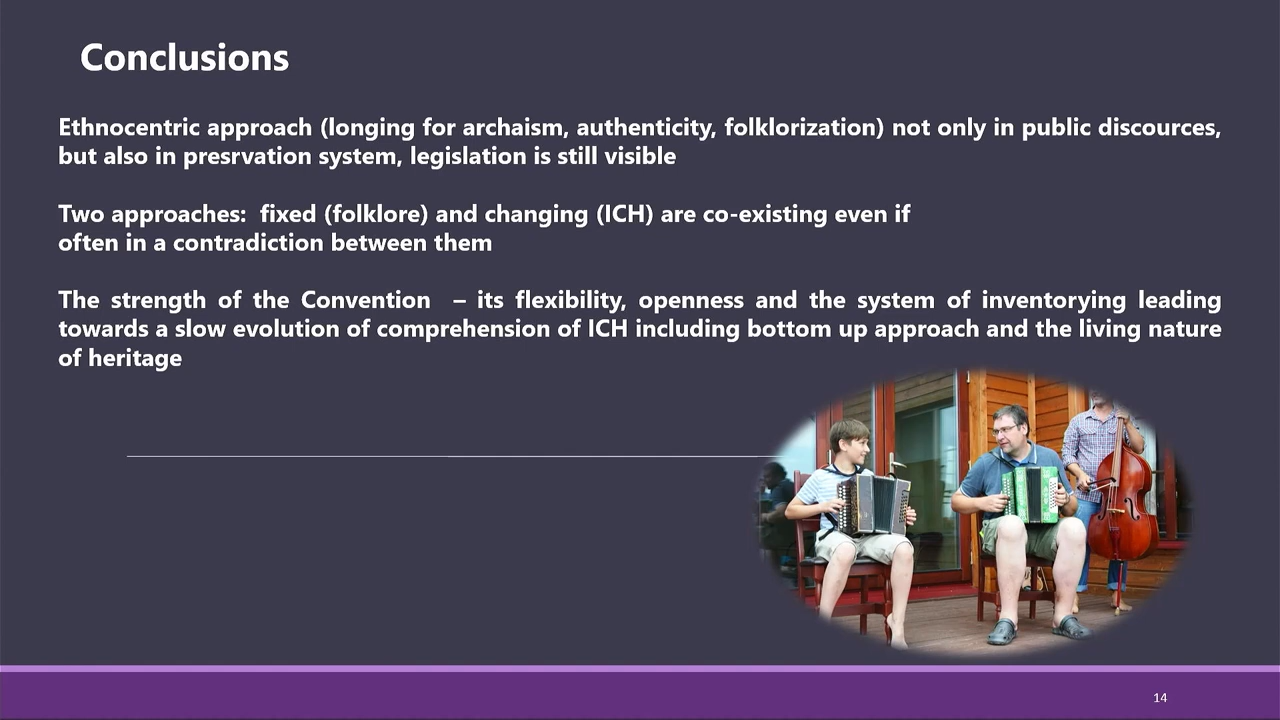 Conclusions
Ethnocentric approach (longing for archaism, authenticity, folklorization) not only in public discources,
but also in presrvation system, legislation is still visible
Two approaches:  fixed (folklore) and changing (ICH) are co-existing even if
often in a contradiction between them
The strength of the Convention  – its flexibility, openness and the system of inventorying leading
towards a slow evolution of comprehension of ICH including bottom up approach and the living nature
of heritage
14